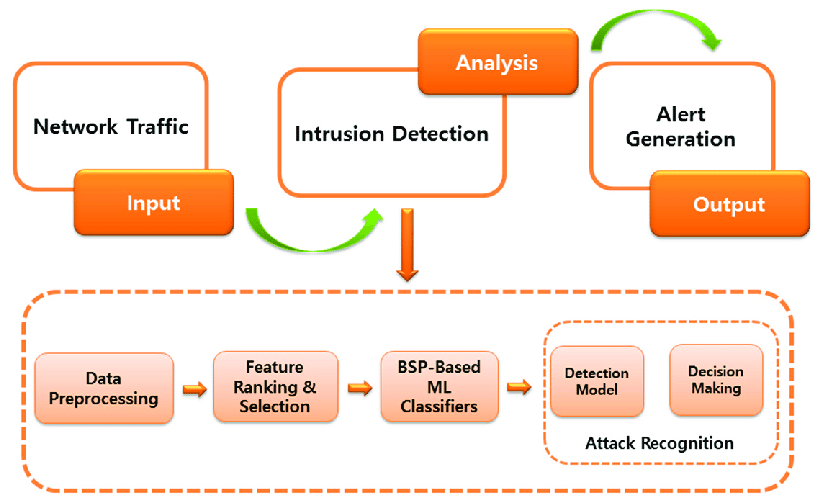 Network Traffic
Input
Intrusion Detection
Analysis
Alert
Generation
Output
Data
Preprocessing
Feature
Ranking &
Selection
BSP-Based
ML
Classifiers
Detection
Model
Decision
Making
Attack Recognition